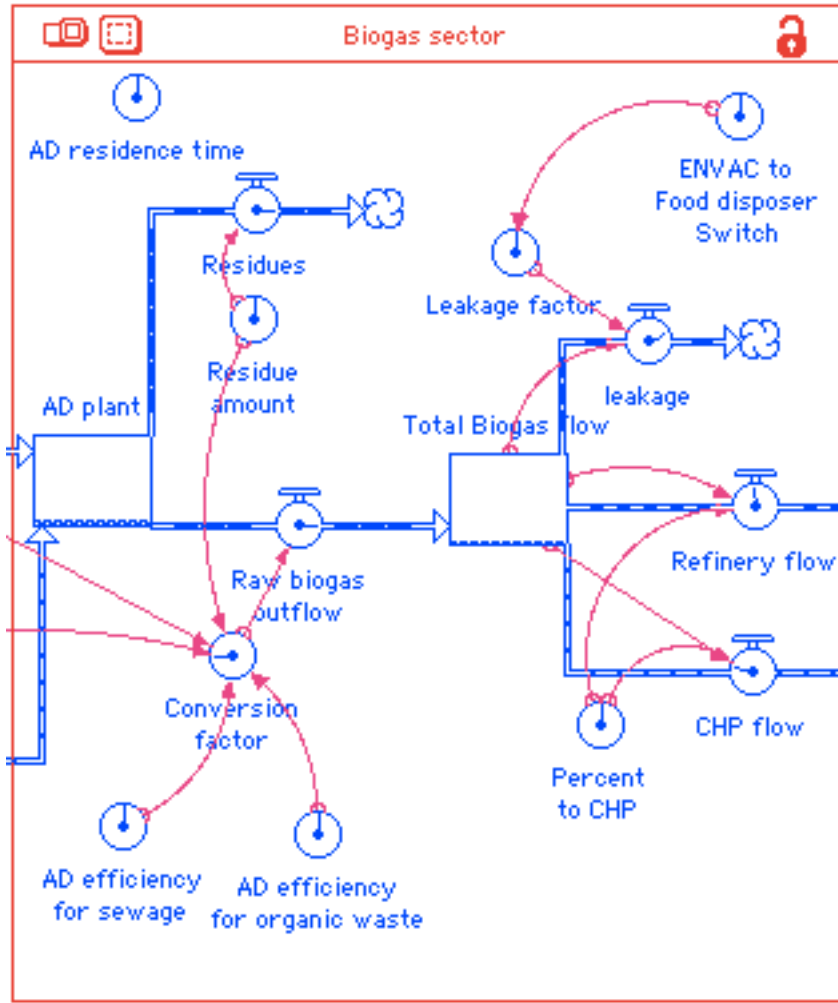 Biogas sector
AD residence time
ENVAC to
Food disposer
Switch
Residues
Leakage factor
Residue
amount
leakage
AD plant
Total Biogas flow
Refinery flow
Raw biogas
outflow
Conversion
factor
CHP flow
Percent
to CHP
AD efficiency
for sewage
AD efficiency
for organic waste